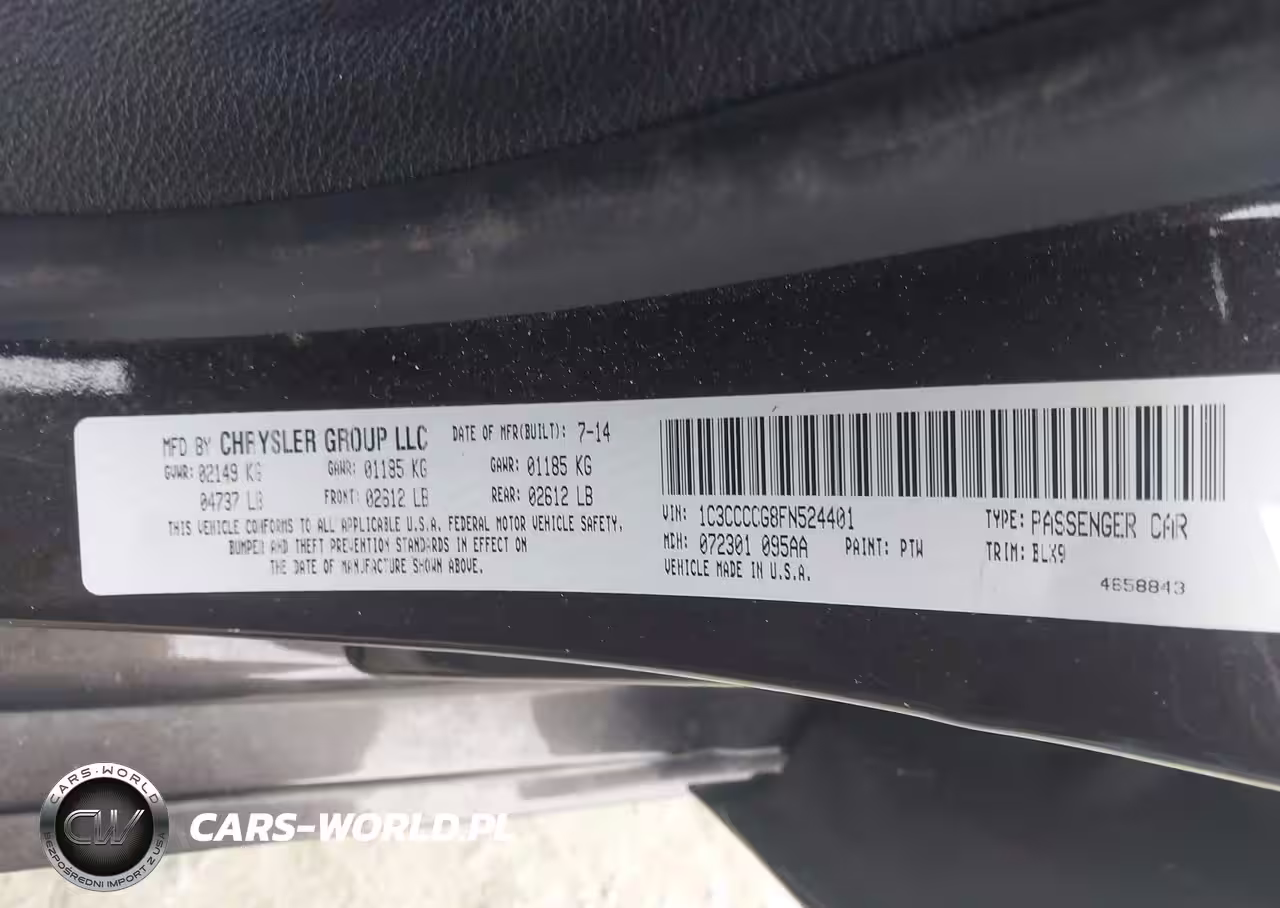 MFD BY CHRYSLER GROUP LLC DATE OF MFR(BUILT): 7-14
GVWR: 02149 KG GAWR: 01185 KG GAWR: 01185 KG
04737 LB FRONT: 02612 LB REAR: 02612 LB
THIS VEHICLE CONFORMS TO ALL APPLICABLE U.S.A. FEDERAL MOTOR VEHICLE SAFETY,
BUMPER AND THEFT PREVENTION STANDARDS IN EFFECT ON
THE DATE OF MANUFACTURE SHOWN ABOVE.
VIN: 1C3CCCCG8FN524401 TYPE: PASSENGER CAR
MDH: 072301 095AA PAINT: PTW TRIM: BLX9
VEHICLE MADE IN U.S.A.
4658843
CARS-WORLD
CW
BEZPOŚREDNI IMPORT Z USA
CARS-WORLD.PL